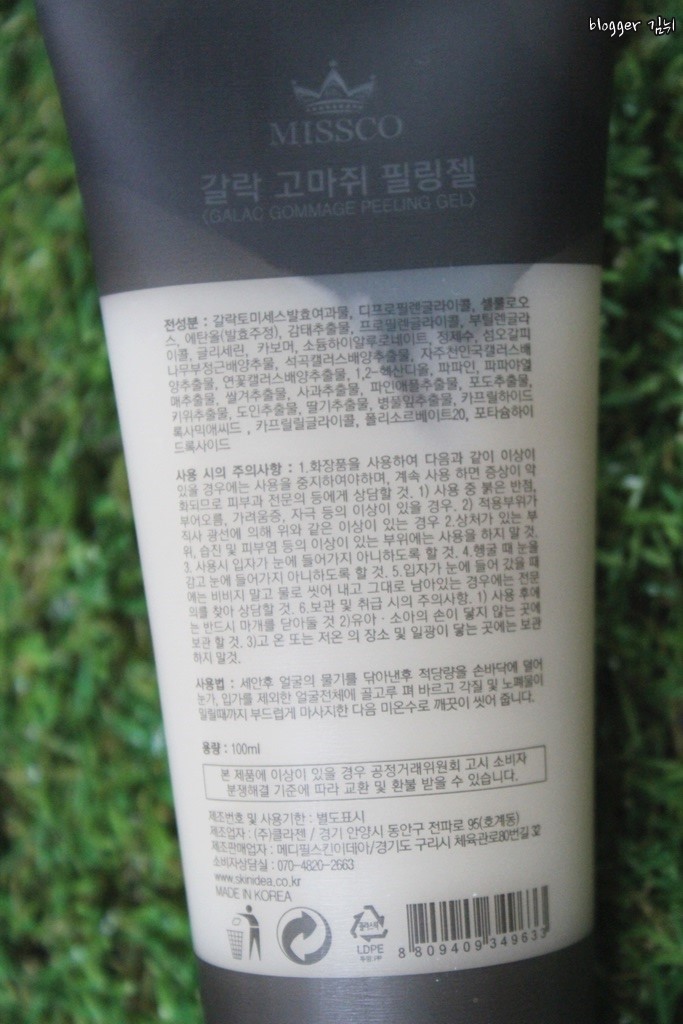 blogger 김뉘
MISSCO
갈락 고마쥐 필링젤
(GALAC GOMMAGE PEELING GEL)
전성분 : 갈락토미세스발효여과물, 디프로필렌글라이콜, 셀룰로오
스, 에탄올(발효주정), 감태추출물, 프로필렌글라이콜, 부틸렌글라
이콜, 글리세린, 카보머, 소듐하이알루로네이트, 정제수, 섬오갈피
나무부정근배양추출물, 석곡캘러스배양추출물, 자주천인국캘러스배
양추출물, 연꽃캘러스배양추출물, 1,2-헥산다이올, 파파인, 파파야열
매추출물, 쌀겨추출물, 사과추출물, 파인애플추출물, 포도추출물,
키위추출물, 도인추출물, 딸기추출물, 병풀잎추출물, 카프릴하이드
록사믹애씨드 , 카프릴릴글라이콜, 폴리소르베이트20, 포타슘하이
드록사이드
사용 시의 주의사항 : 1.화장품을 사용하여 다음과 같이 이상이
있을 경우에는 사용을 중지하여야하며, 계속 사용 하면 증상이 악
화되므로 피부과 전문의 등에게 상담할 것. 1) 사용 중 붉은 반점,
부어오름, 가려움증, 자극 등의 이상이 있을 경우. 2) 적용부위가
직사 광선에 의해 위와 같은 이상이 있는 경우 2.상처가 있는 부
위, 습진 및 피부염 등의 이상이 있는 부위에는 사용을 하지 말 것.
3. 사용시 입자가 눈에 들어가지 아니하도록 할 것. 4.헹굴 때 눈을
감고 눈에 들어가지 아니하도록 할 것. 5.입자가 눈에 들어 갔을 때
에는 비비지 말고 물로 씻어 내고 그대로 남아있는 경우에는 전문
의를 찾아 상담할 것. 6.보관 및 취급 시의 주의사항. 1) 사용 후에
는 반드시 마개를 닫아둘 것 2)유아 · 소아의 손이 닿지 않는 곳에
보관 할 것. 3)고 온 또는 저온 의 장소 및 일광이 닿는 곳에는 보관
하지 말것.
사용법 : 세안후 얼굴의 물기를 닦아낸후 적당량을 손바닥에 덜어
눈가, 입가를 제외한 얼굴전체에 골고루 펴 바르고 각질 및 노폐물이
밀릴때까지 부드럽게 마사지한 다음 미온수로 깨끗이 씻어 줍니다.
용량 : 100ml
본 제품에 이상이 있을 경우 공정거래위원회 고시 소비자
분쟁해결 기준에 따라 교환 및 환불 받을 수 있습니다.
제조번호 및 사용기한 : 별도표시
제조업자 : (주)클라젠 / 경기 안양시 동안구 전파로 95(호계동)
제조판매업자 : 메디필스킨이데아/경기도 구리시 체육관로80번길 32
소비자상담실 : 070-4820-2663
www.skinidea.co.kr
MADE IN KOREA
플라스틱
LDPE
8 809409 349633